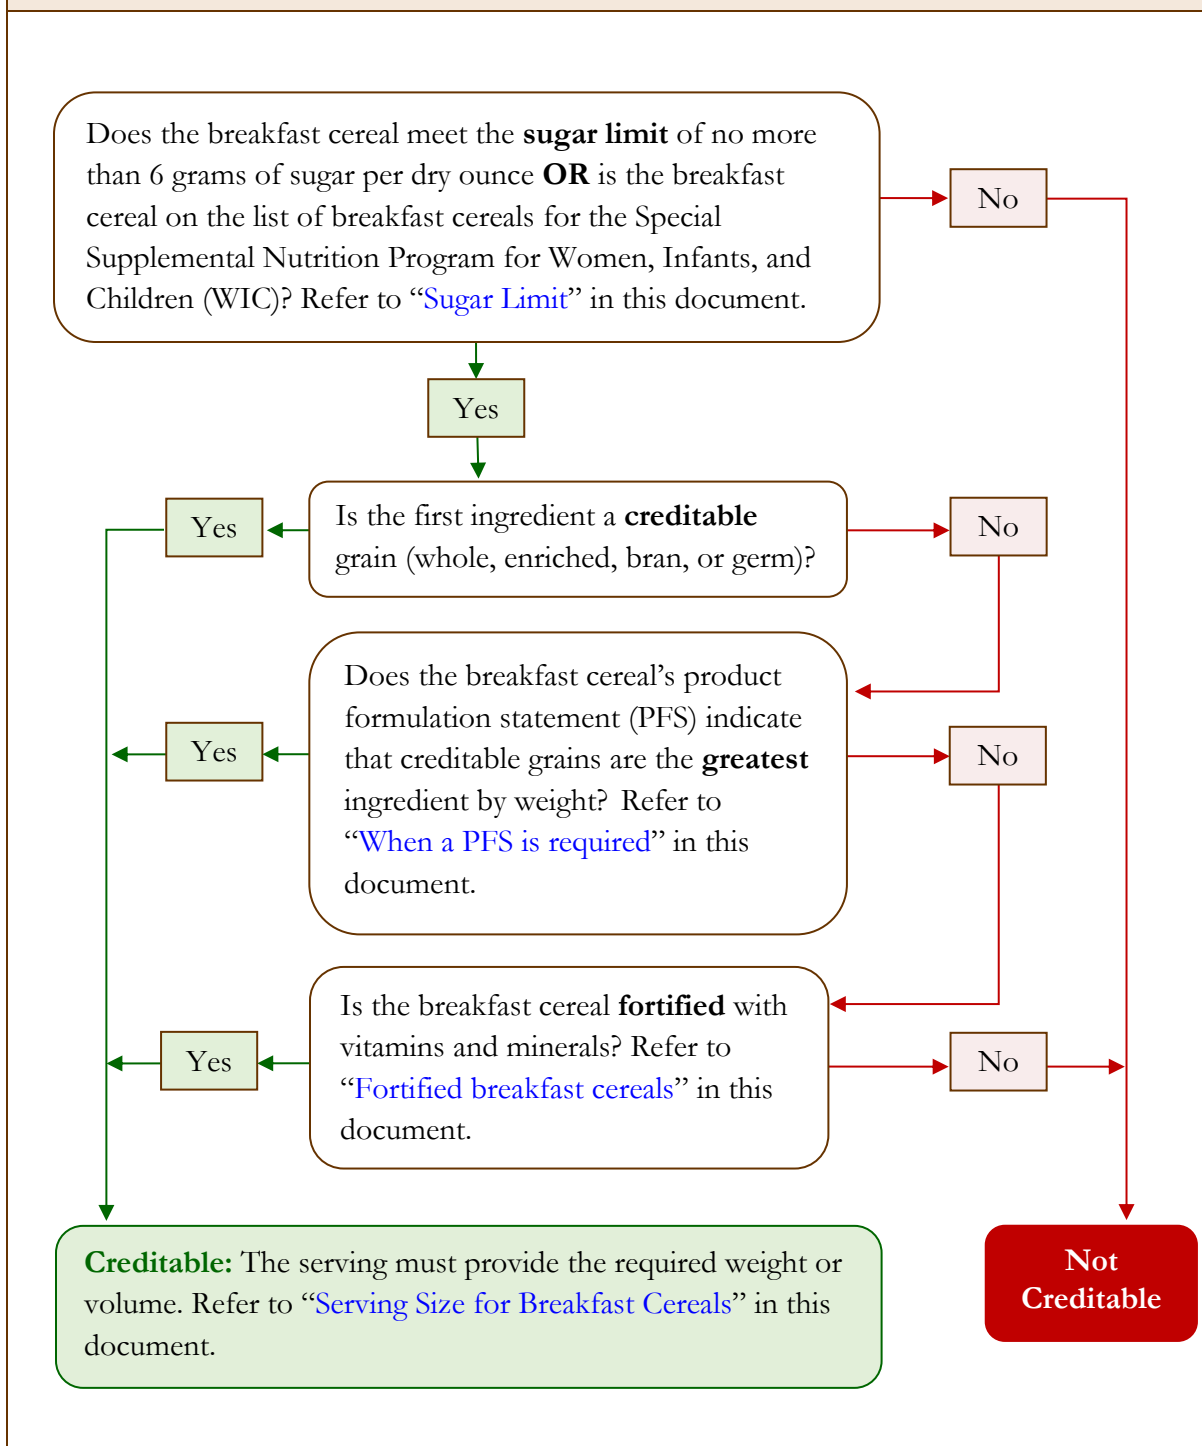 Does the breakfast cereal meet the sugar limit of no more
than 6 grams of sugar per dry ounce OR is the breakfast
cereal on the list of breakfast cereals for the Special
Supplemental Nutrition Program for Women, Infants, and
Children (WIC)? Refer to “Sugar Limit” in this document.
No
Yes
Yes
Is the first ingredient a creditable
grain (whole, enriched, bran, or germ)?
No
Does the breakfast cereal’s product
formulation statement (PFS) indicate
that creditable grains are the greatest
ingredient by weight? Refer to
“When a PFS is required” in this
document.
Yes
No
Is the breakfast cereal fortified with
vitamins and minerals? Refer to
“Fortified breakfast cereals” in this
document.
Yes
No
Creditable: The serving must provide the required weight or
volume. Refer to “Serving Size for Breakfast Cereals” in this
document.
Not
Creditable